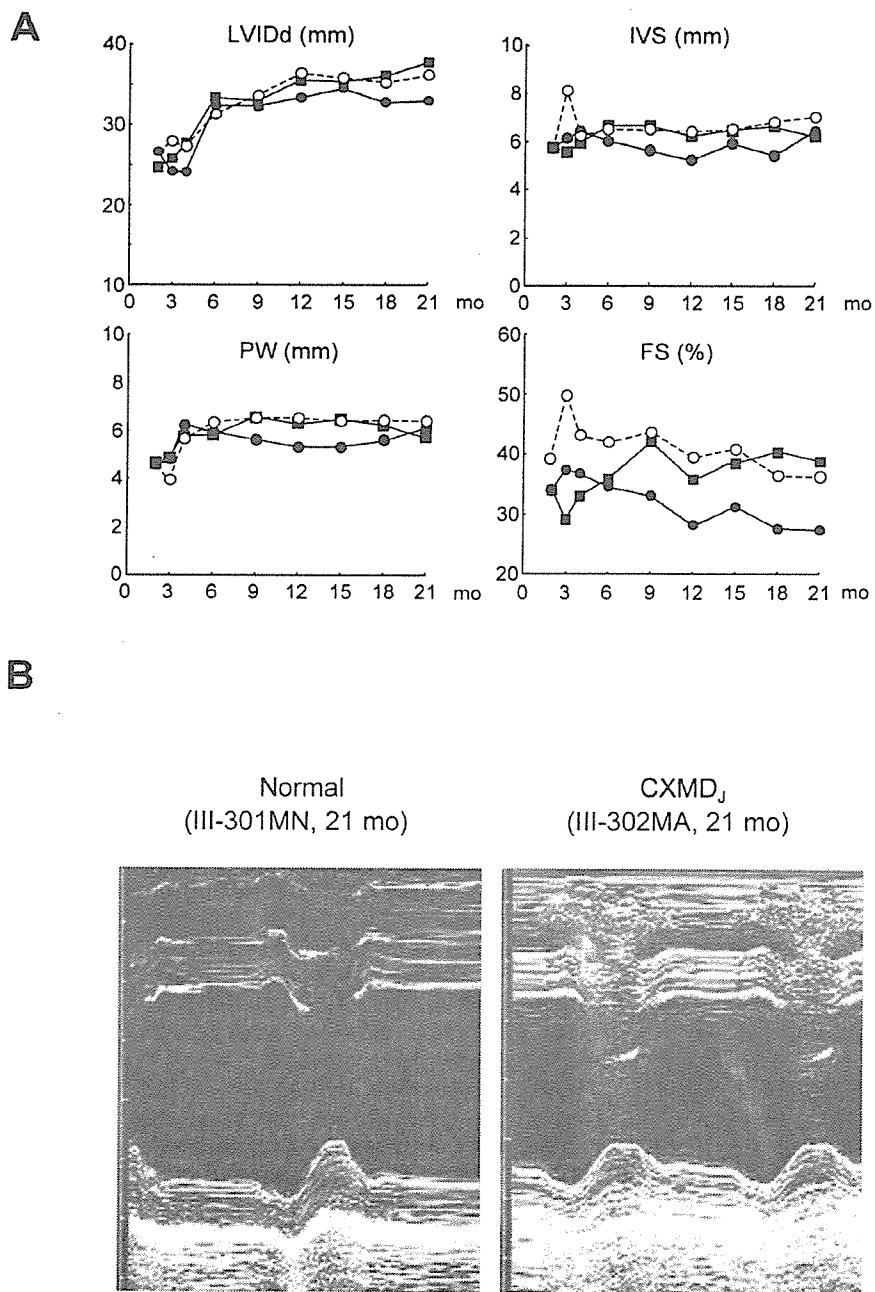 A
LVIDd (mm)
40
30
20
10
0 3 6 9 12 15 18 21 mo
IVS (mm)
10
8
6
4
2
0
0 3 6 9 12 15 18 21 mo
PW (mm)
10
8
6
4
2
0
0 3 6 9 12 15 18 21 mo
FS (%)
60
50
40
30
20
0 3 6 9 12 15 18 21 mo
B
Normal
(III-301MN, 21 mo)
CXMDJ
(III-302MA, 21 mo)